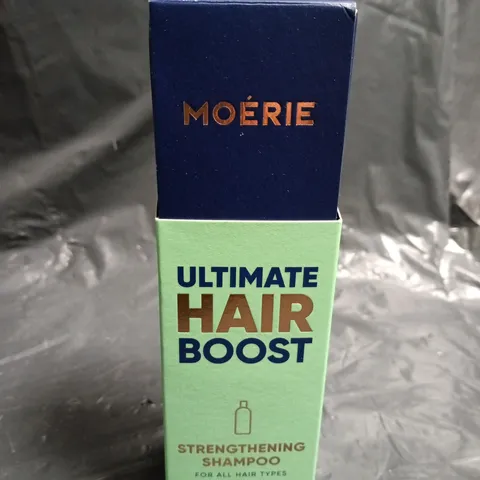 MOÉRIE
ULTIMATE
HAIR
BOOST
STRENGTHENING
SHAMPOO
FOR ALL HAIR TYPES